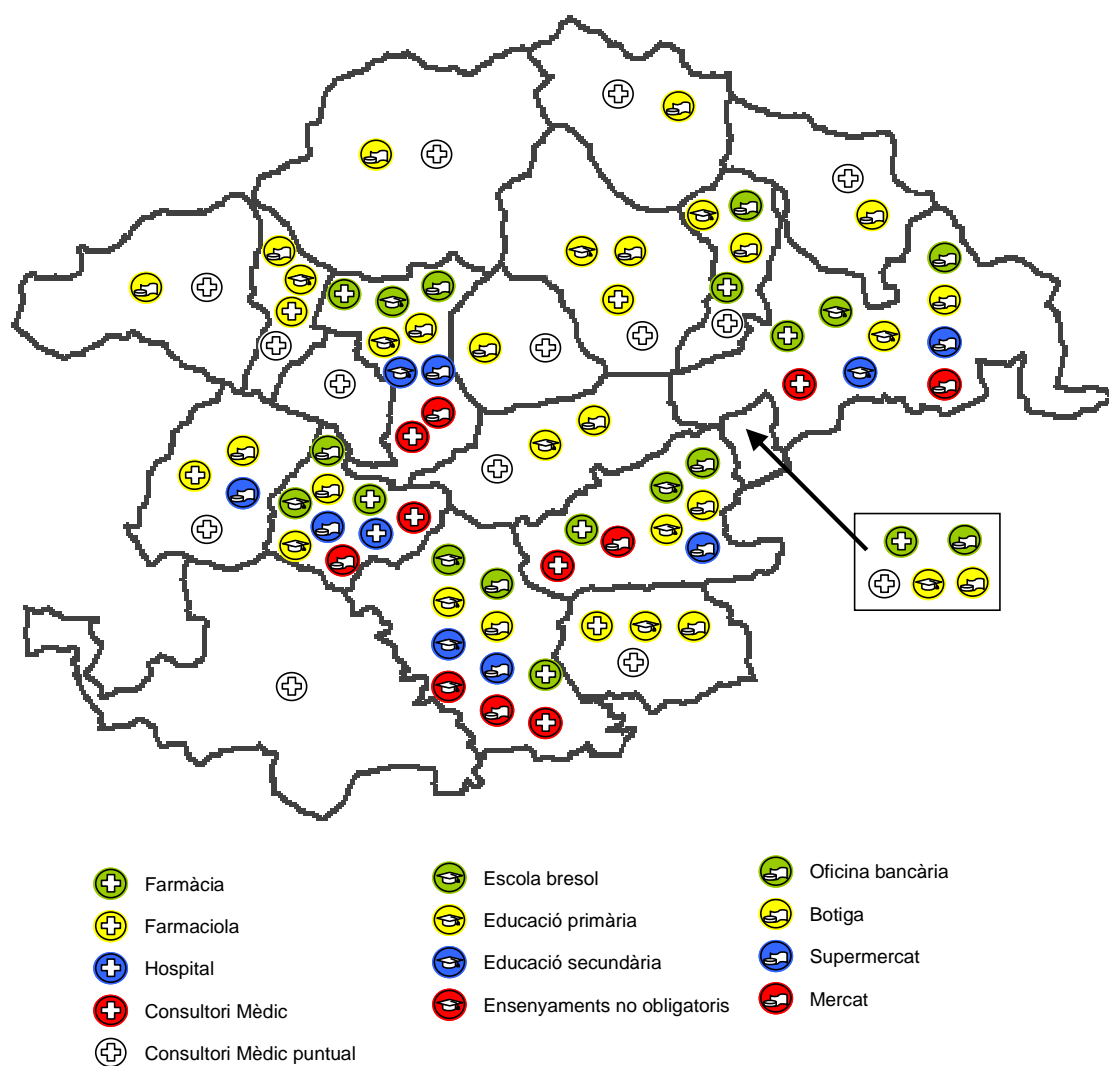 Farmàcia
Farmaciola
Hospital
Consultori Mèdic
Consultori Mèdic puntual
Escola bresol
Educació primària
Educació secundària
Ensenyaments no obligatoris
Oficina bancària
Botiga
Supermercat
Mercat